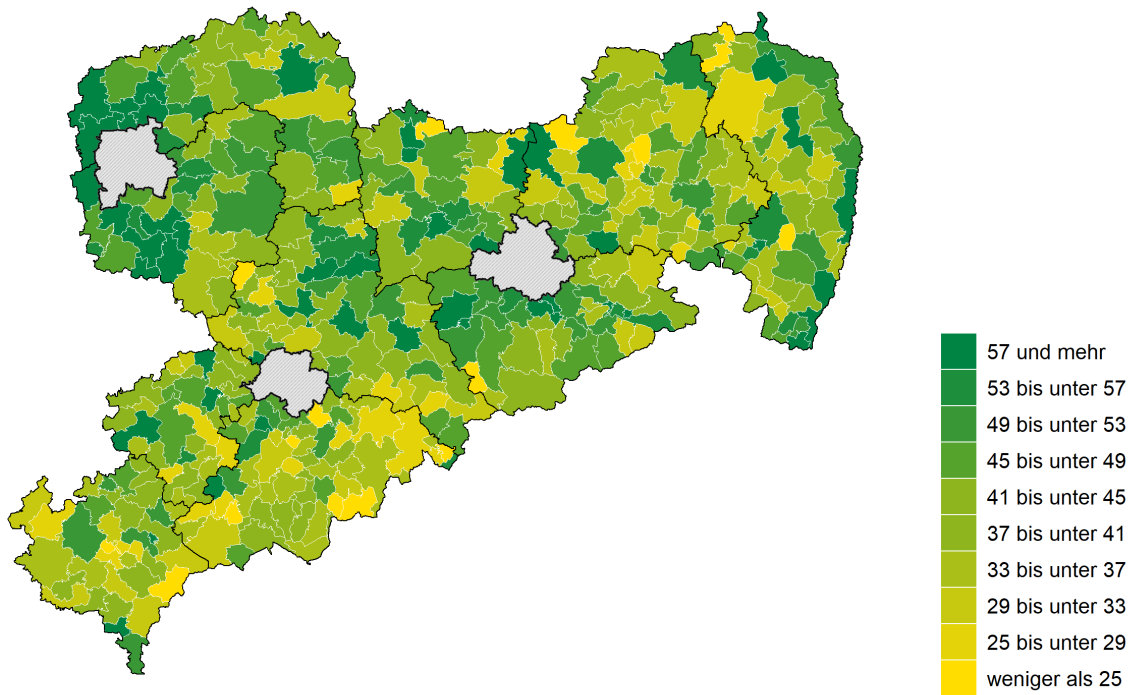 57 und mehr
53 bis unter 57
49 bis unter 53
45 bis unter 49
41 bis unter 45
37 bis unter 41
33 bis unter 37
29 bis unter 33
25 bis unter 29
weniger als 25